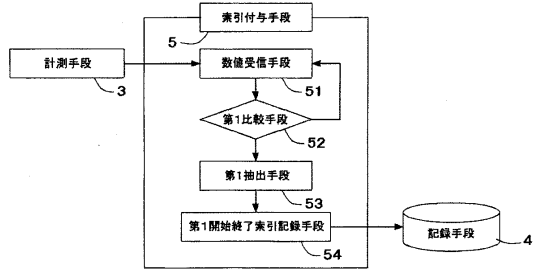 素引付与手段
5
計測手段
3
数値受信手段
51
第1比較手段
52
第1抽出手段
53
第1開始終了索引記録手段
54
記録手段
4